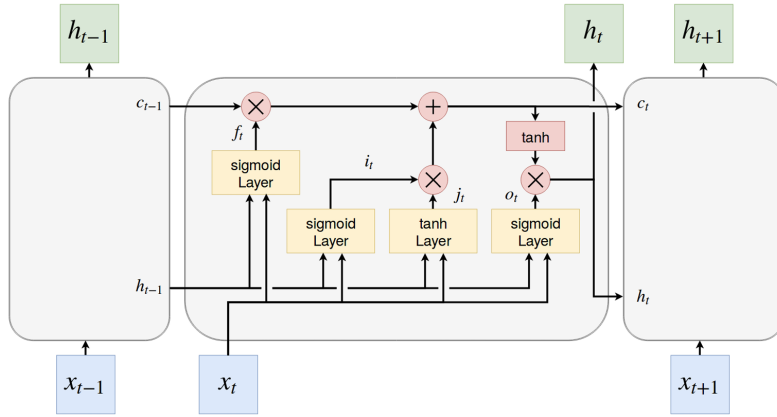 h_{t-1}
h_t
h_{t+1}
c_{t-1}
c_t
f_t
tanh
sigmoid
Layer
i_t
j_t
o_t
sigmoid
Layer
tanh
Layer
sigmoid
Layer
h_{t-1}
h_t
x_{t-1}
x_t
x_{t+1}